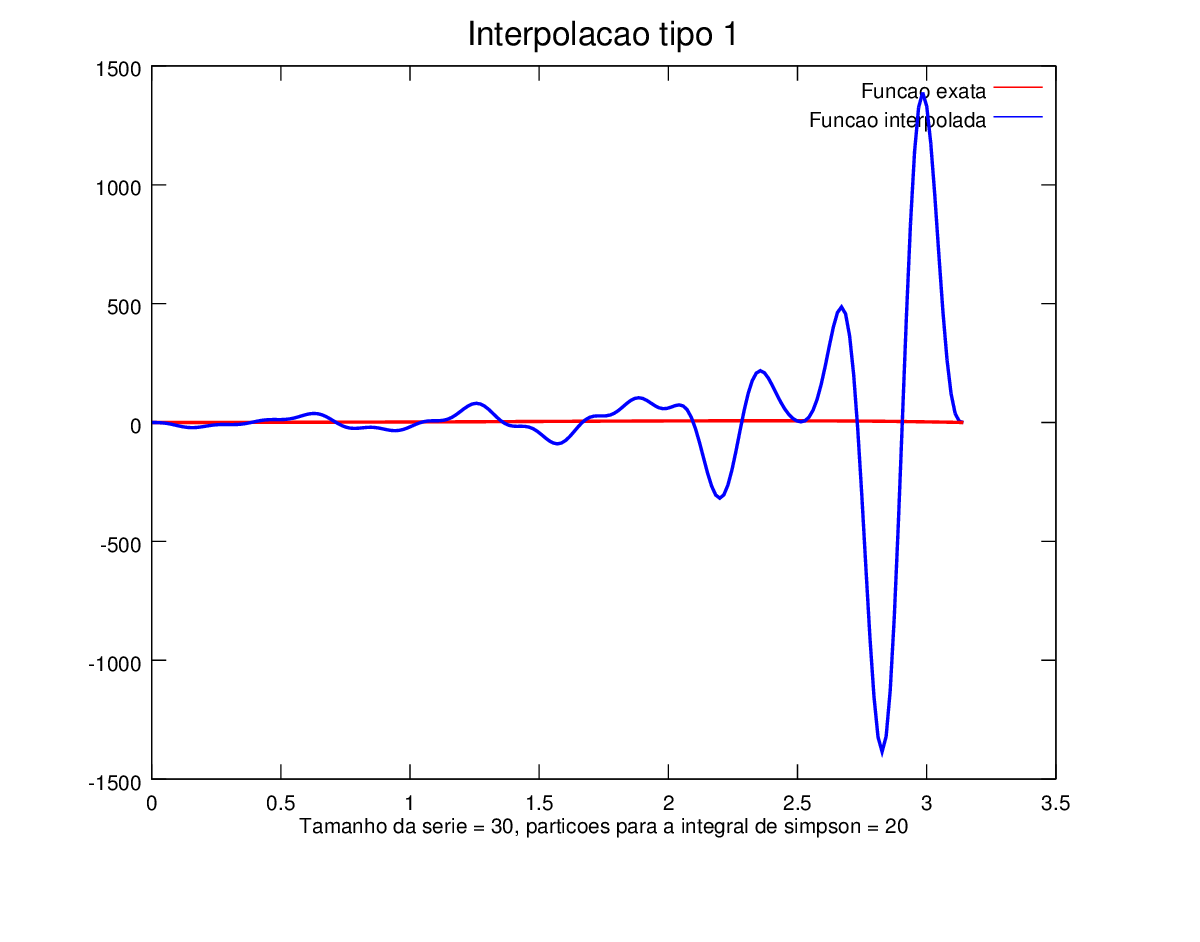 Interpolacao tipo 1
1500
1000
500
0
-500
-1000
-1500
Funcao exata
Funcao interpolada
0 0.5 1 1.5 2 2.5 3 3.5
Tamanho da serie = 30, particoes para a integral de simpson = 20